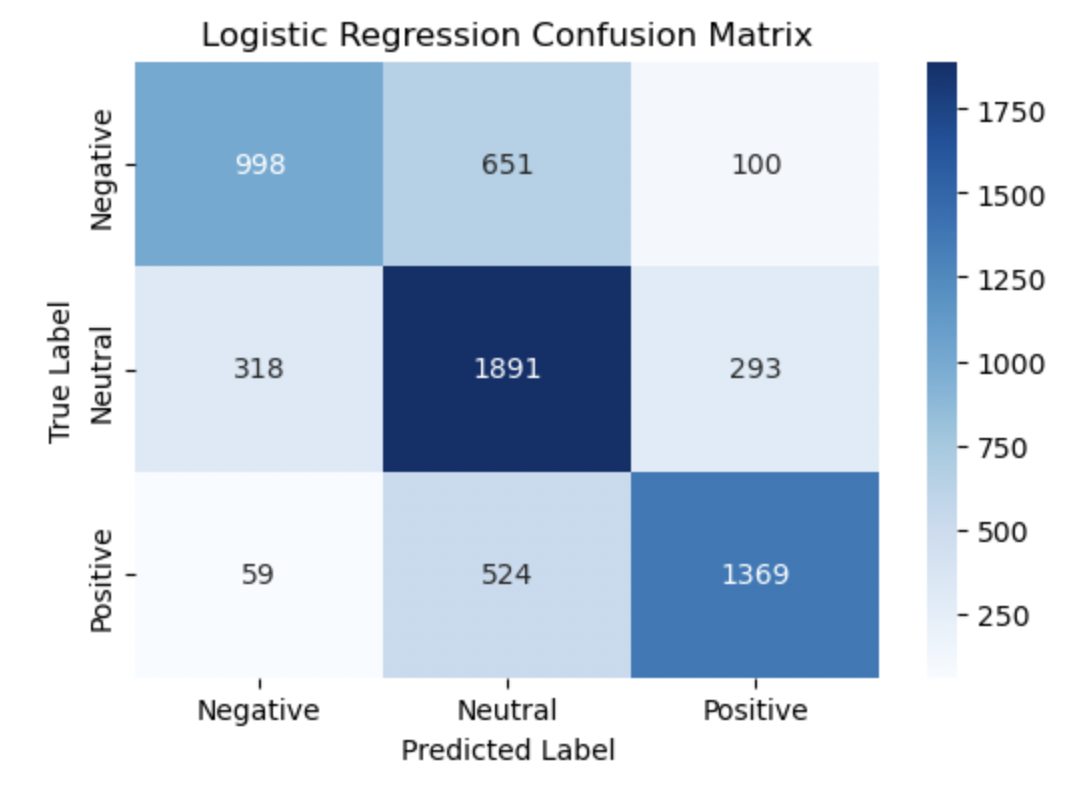 Logistic Regression Confusion Matrix
True Label
Negative
998 651 100
Neutral
318 1891 293
Positive
59 524 1369
Negative Neutral Positive
Predicted Label
1750
1500
1250
1000
750
500
250